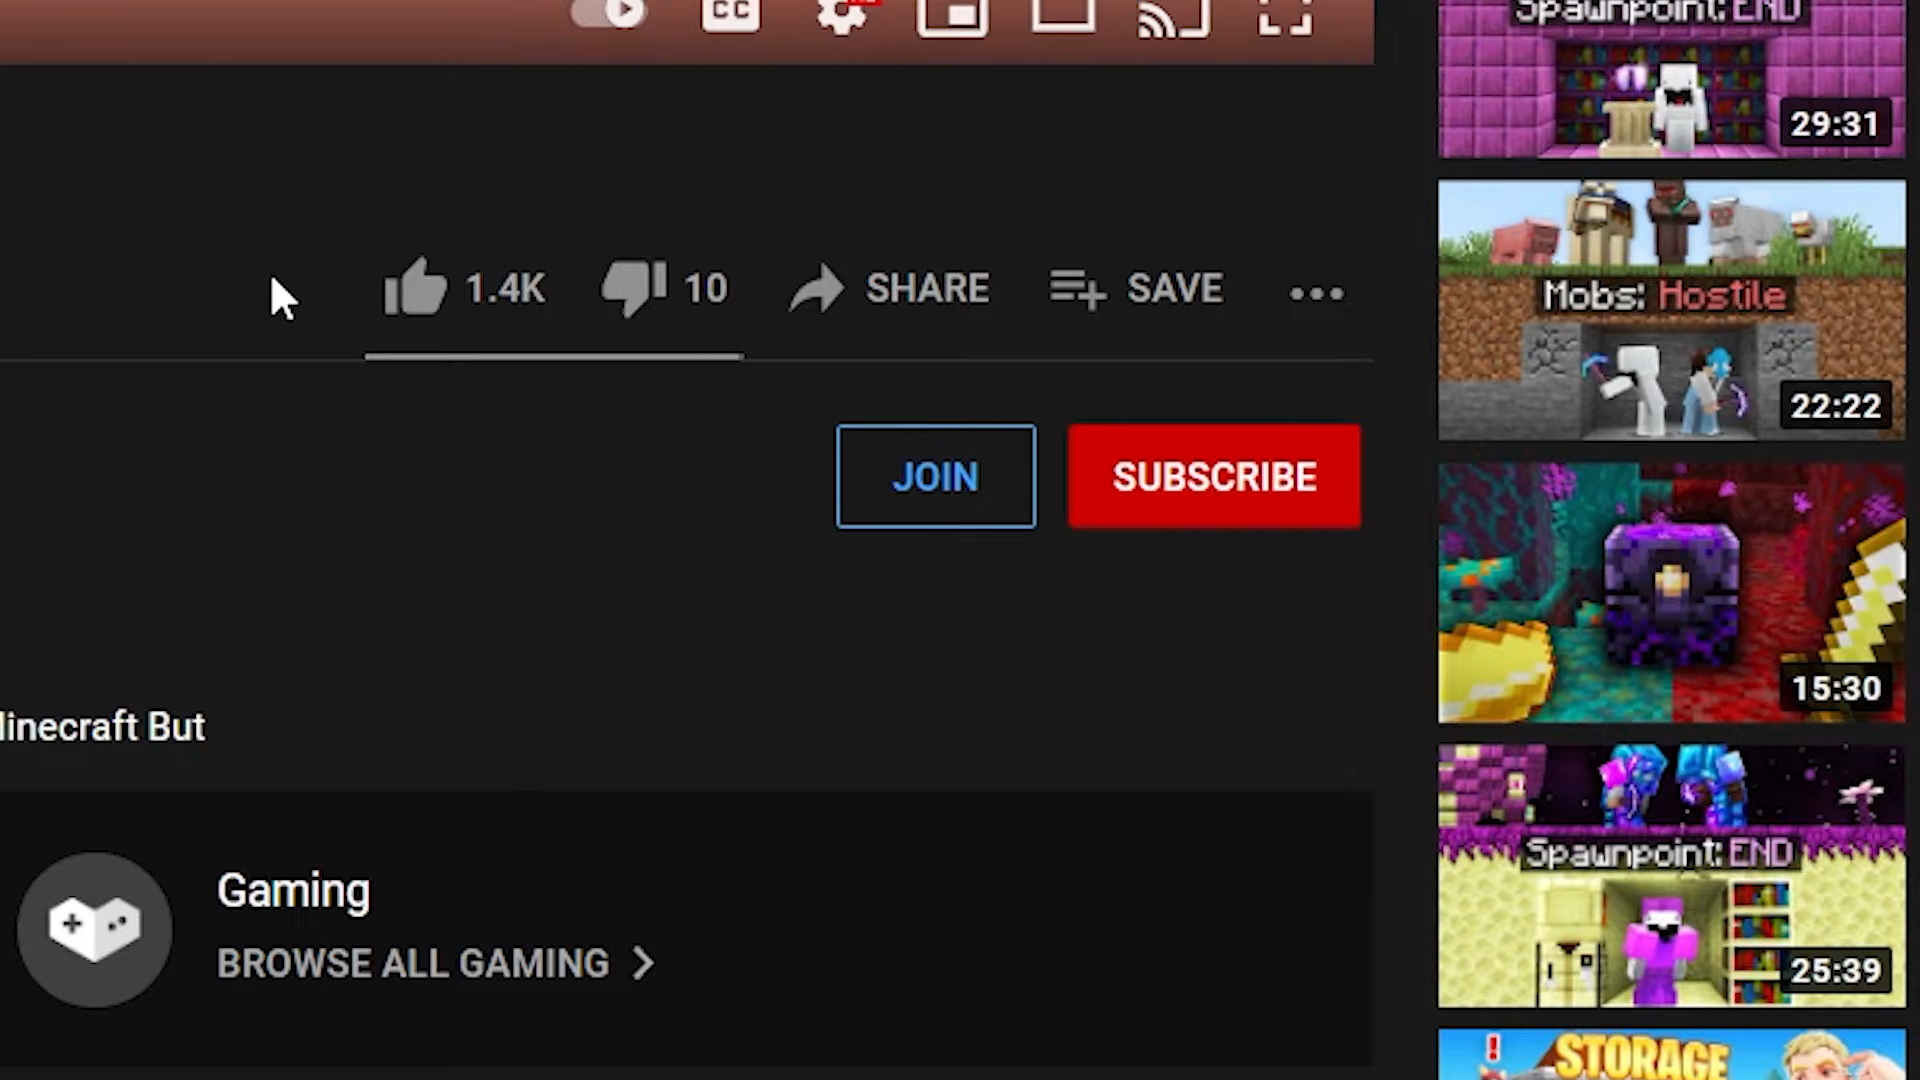 CC
Spawnpoint: END
29:31
1.4K
10
SHARE
SAVE
Mobs: Hostile
22:22
JOIN
SUBSCRIBE
15:30
Minecraft But
Spawnpoint: END
25:39
Gaming
BROWSE ALL GAMING
!
STORAGE